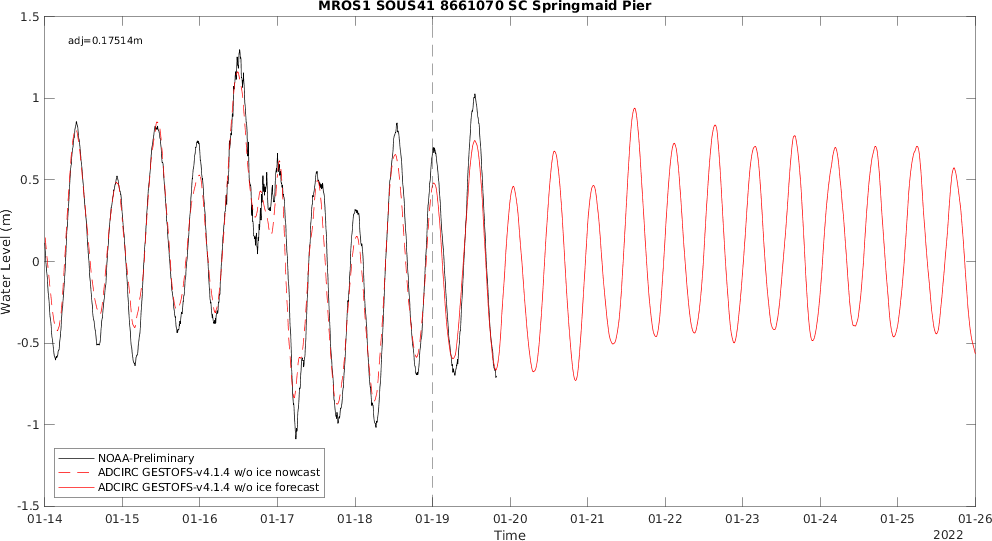 MROS1 SOUS41 8661070 SC Springmaid Pier
adj=0.17514m
1.5
1
0.5
0
-0.5
-1
-1.5
Water Level (m)
NOAA-Preliminary
ADCIRC GESTOFS-v4.1.4 w/o ice nowcast
ADCIRC GESTOFS-v4.1.4 w/o ice forecast
01-14 01-15 01-16 01-17 01-18 01-19 01-20 01-21 01-22 01-23 01-24 01-25 01-26
Time
2022